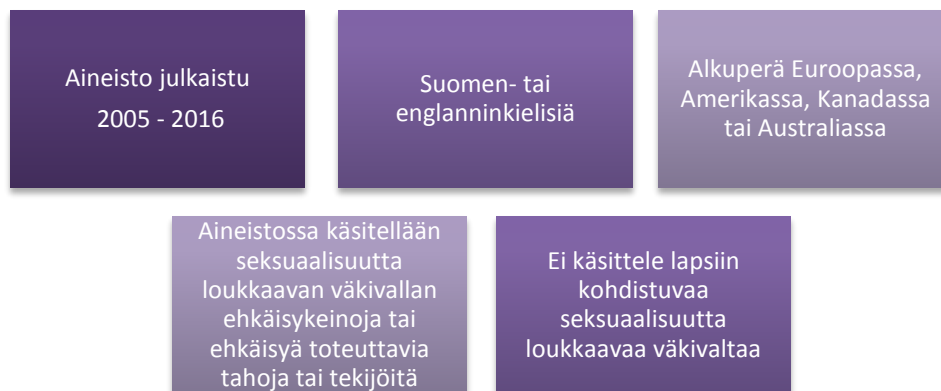 Aineisto julkaistu
2005 - 2016
Suomen- tai
englanninkielisiä
Alkuperä Euroopassa,
Amerikassa, Kanadassa
tai Australiassa
Aineistossa käsitellään
seksuaalisuutta
loukkaavan väkivallan
ehkäisykeinoja tai
ehkäisyä toteuttavia
tahoja tai tekijöitä
Ei käsittele lapsiin
kohdistuvaa
seksuaalisuutta
loukkaavaa väkivaltaa